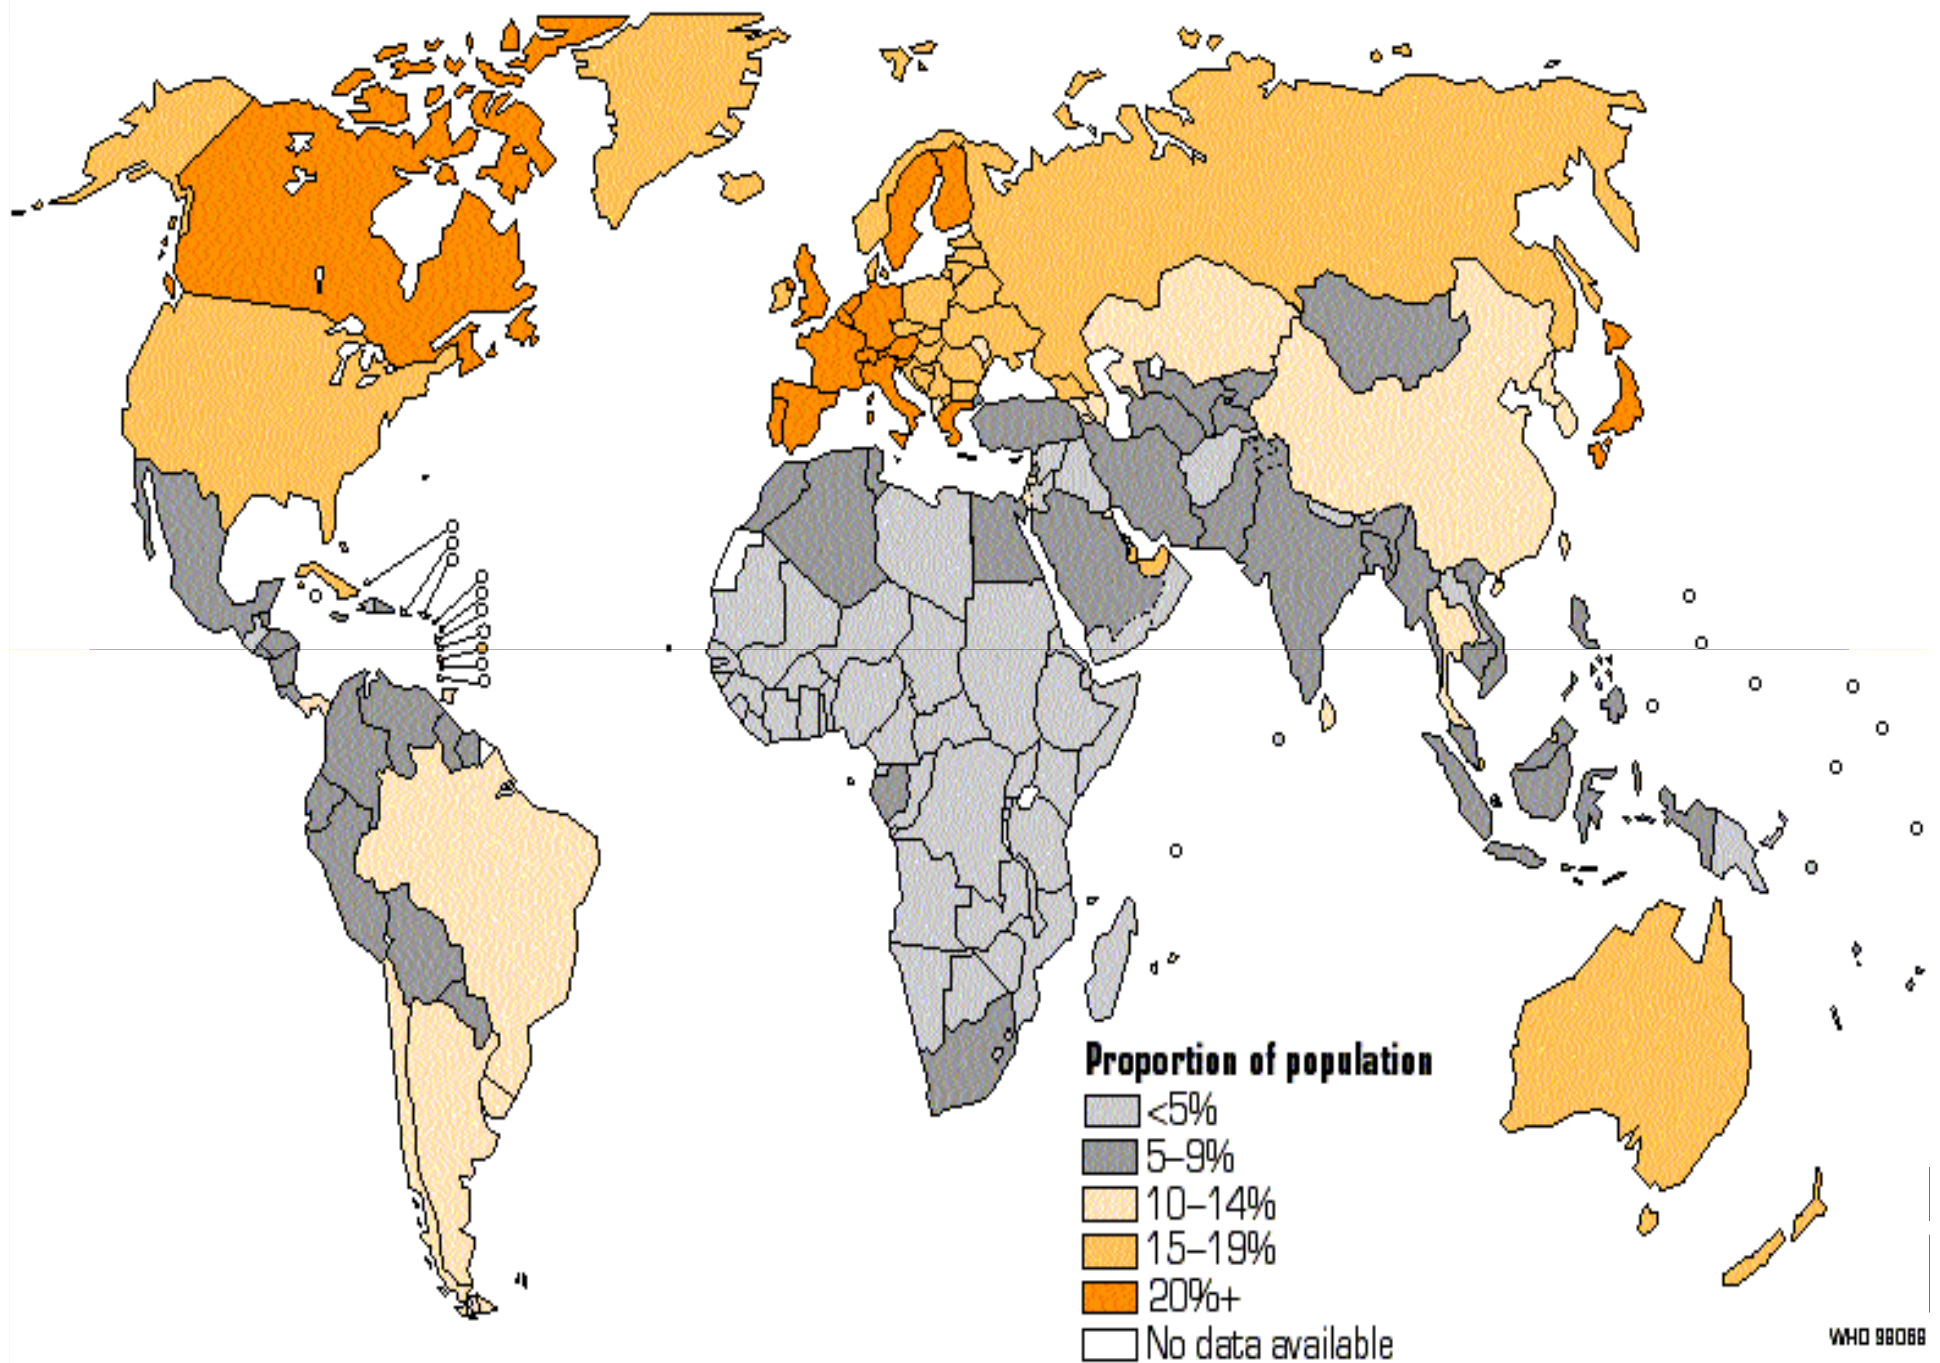 Proportion of population
<5%
5–9%
10–14%
15–19%
20%+
No data available
WHO 98068